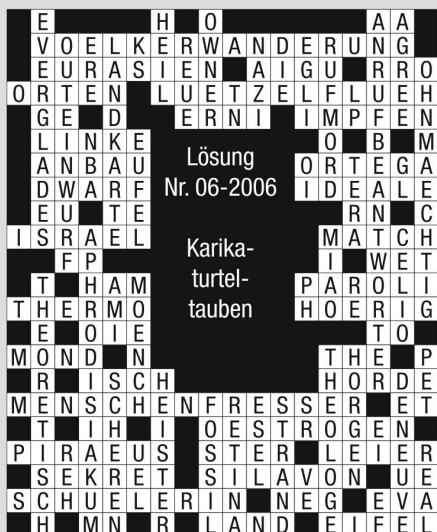 E H O A A
VOELKERWANDERUNG
EURASIEN AIGU RRO
ORTEN LUETZELFLUEH
GE D ERNI IMPFEN
LINKE O B M
ANBAU ORTEGA
DWARF IDEALE
EU TE RN C
ISRAEL MATCH
FP I WET
T HAM PAROLI
THERMO HOERIG
E OIE TO
MOND N THE P
R ISCH HORDE
MENSCHENFRESSER ET
T IH I OESTROGEN
PIRAEUS STER LEIER
SEKRET SILAVON UE
SCHUELERIN NEG EVA
H MN R LAND EIFEL
Lösung
Nr. 06-2006
Karika-
turtel-
tauben